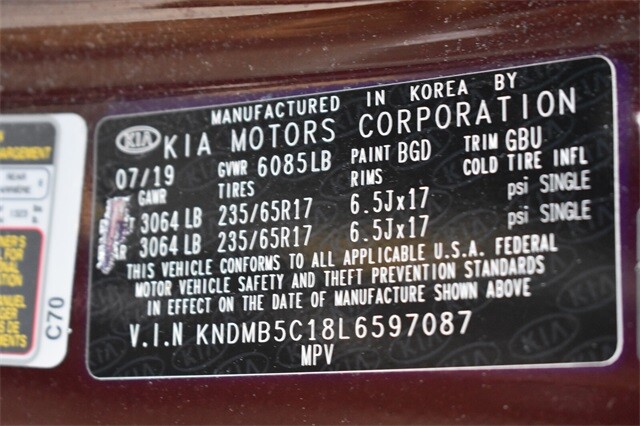 MANUFACTURED IN KOREA BY
KIA KIA MOTORS CORPORATION
07/19 GVWR 6085LB PAINT BGD TRIM GBU
GAWR TIRES RIMS COLD TIRE INFL
3064 LB 235/65R17 6.5Jx17 psi SINGLE
3064 LB 235/65R17 6.5Jx17 psi SINGLE
THIS VEHICLE CONFORMS TO ALL APPLICABLE U.S.A. FEDERAL
MOTOR VEHICLE SAFETY AND THEFT PREVENTION STANDARDS
IN EFFECT ON THE DATE OF MANUFACTURE SHOWN ABOVE
V.I.N KNDMB5C18L6597087
MPV
REAR
C70